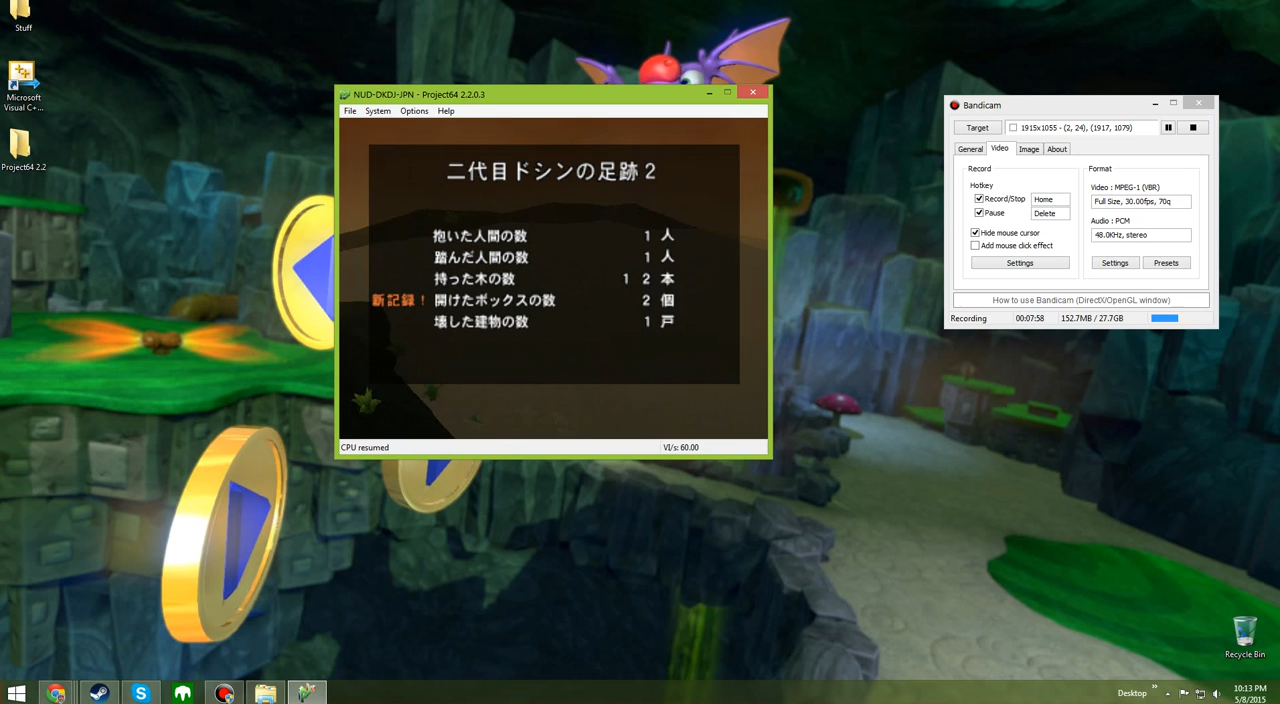 Stuff
Microsoft
Visual C+...
Project64 2.2
NUD-DKDJ-JPN - Project64 2.2.0.3
File System Options Help
二代目ドシンの足跡2
抱いた人間の数 1 人
踏んだ人間の数 1 人
持った木の数 1 2 本
新記録! 開けたボックスの数 2 個
壊した建物の数 1 戸
CPU resumed VI/s: 60.00
Bandicam
Target 1915x1055 - (2, 24), (1917, 1079)
General Video Image About
Record
Hotkey
Record/Stop Home
Pause Delete
Hide mouse cursor
Add mouse click effect
Settings
Format
Video : MPEG-1 (VBR)
Full Size, 30.00fps, 70q
Audio : PCM
48.0KHz, stereo
Settings Presets
How to use Bandicam (DirectX/OpenGL window)
Recording 00:07:58 152.7MB / 27.7GB
Recycle Bin
Desktop »
10:13 PM
5/8/2015